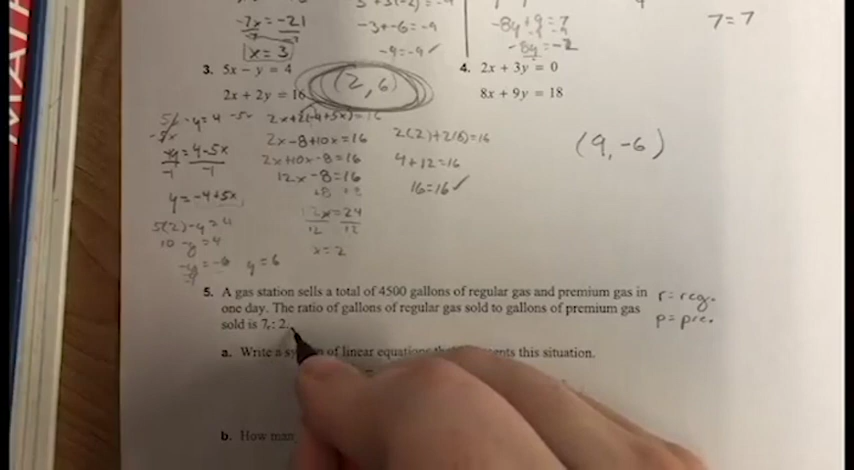 -7x = -21
x = 3
-3 + -6 = -9
-9 = -9 ✓
-8y + 9 = 7
-8y = -2
7 = 7
3. 5x - y = 4
2x + 2y = 16
(2, 6)
5x - y = 4 - 5x
-5x
-y = 4 - 5x
-1 -1
y = -4 + 5x
5(2) - y = 4
10 - y = 4
-y = -6
-1
y = 6
2x + 2(-4 + 5x) = 16
2x - 8 + 10x = 16
2x + 10x - 8 = 16
12x - 8 = 16
12x = 24
12 12
x = 2
2(2) + 2(6) = 16
4 + 12 = 16
16 = 16 ✓
4. 2x + 3y = 0
8x + 9y = 18
(9, -6)
5. A gas station sells a total of 4500 gallons of regular gas and premium gas in
one day. The ratio of gallons of regular gas sold to gallons of premium gas
sold is 7 : 2.
r = reg.
p = pre.
a. Write a of linear equations this situation.
b. How